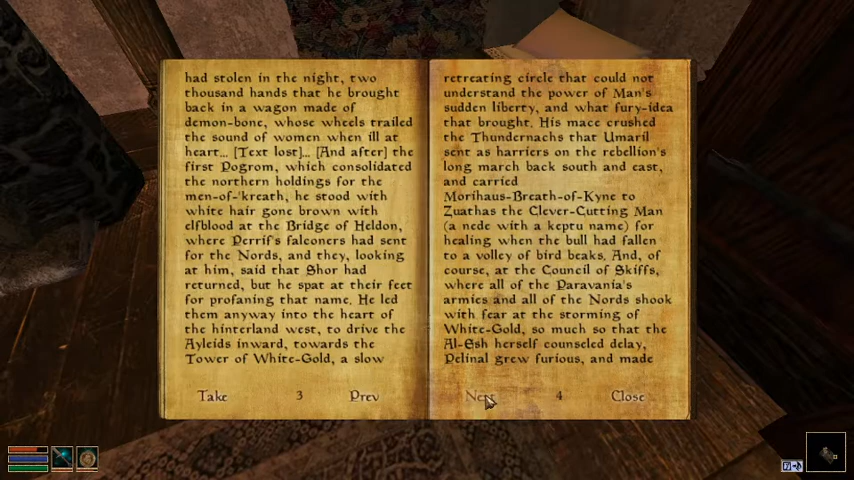 had stolen in the night, two
thousand hands that he brought
back in a wagon made of
demon-bone, whose wheels trailed
the sound of women when ill at
heart... [Text lost]... [And after] the
first Pogrom, which consolidated
the northern holdings for the
men-of-'kreath, he stood with
white hair gone brown with
elfblood at the Bridge of Heldon,
where Perrif's falconers had sent
for the Nords, and they, looking
at him, said that Shor had
returned, but he spat at their feet
for profaning that name. He led
them anyway into the heart of
the hinterland west, to drive the
Ayleids inward, towards the
Tower of White-Gold, a slow
Take 3 Prev
retreating circle that could not
understand the power of Man's
sudden liberty, and what fury-idea
that brought. His mace crushed
the Thundernachs that Umaril
sent as harriers on the rebellion's
long march back south and east,
and carried
Morihaus-Breath-of-Kyne to
Zuathas the Clever-Cutting Man
(a nede with a keptu name) for
healing when the bull had fallen
to a volley of bird beaks. And, of
course, at the Council of Skiffs,
where all of the Paravania's
armies and all of the Nords shook
with fear at the storming of
White-Gold, so much so that the
Al-Esh herself counseled delay,
Pelinal grew furious, and made
Next 4 Close